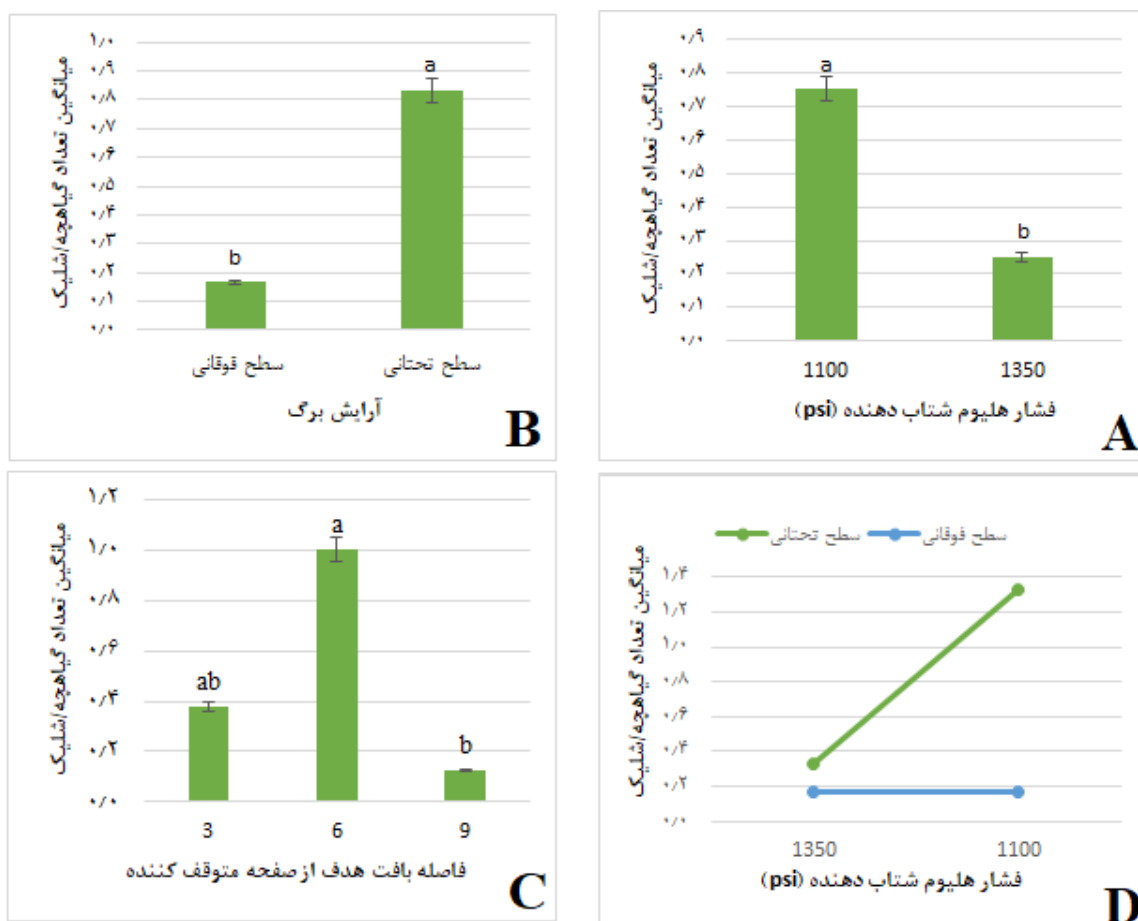 میانگین تعداد گیاهچه/شلیک
۰٫۹
۰٫۸
۰٫۷
۰٫۶
۰٫۵
۰٫۴
۰٫۳
۰٫۲
۰٫۱
۰٫۰
a
b
1100 1350
فشار هلیوم شتاب دهنده (psi)
A
میانگین تعداد گیاهچه/شلیک
۱٫۰
۰٫۹
۰٫۸
۰٫۷
۰٫۶
۰٫۵
۰٫۴
۰٫۳
۰٫۲
۰٫۱
۰٫۰
a
b
سطح تحتانی سطح فوقانی
آرایش برگ
B
میانگین تعداد گیاهچه/شلیک
۱٫۲
۱٫۰
۰٫۸
۰٫۶
۰٫۴
۰٫۲
۰٫۰
ab
a
b
3 6 9
فاصله بافت هدف از صفحه متوقف کننده
C
سطح فوقانی سطح تحتانی
میانگین تعداد گیاهچه/شلیک
۱٫۴
۱٫۲
۱٫۰
۰٫۸
۰٫۶
۰٫۴
۰٫۲
۰٫۰
1350 1100
فشار هلیوم شتاب دهنده (psi)
D